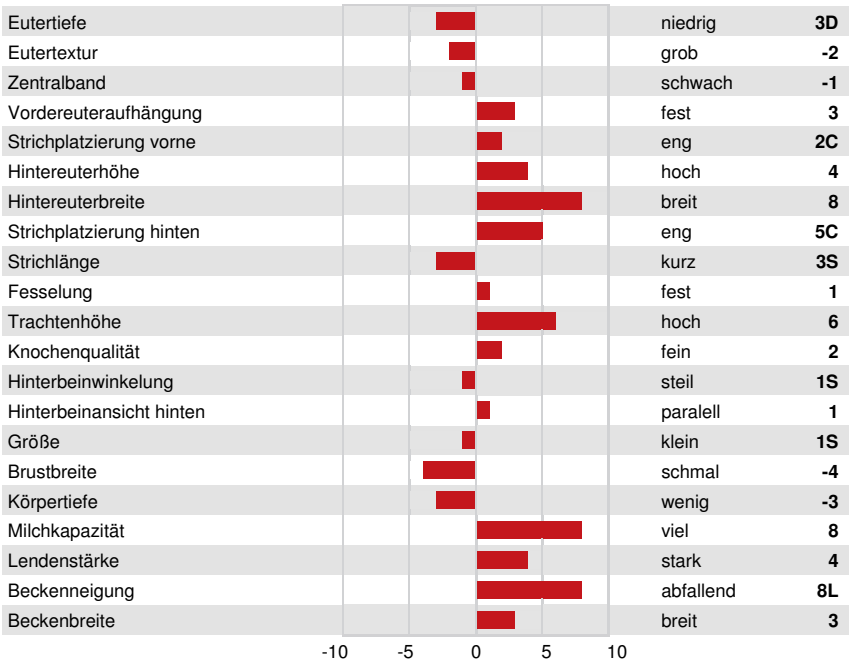 Eutertiefe niedrig 3D
Eutertextur grob -2
Zentralband schwach -1
Vordereuteraufhängung fest 3
Strichplatzierung vorne eng 2C
Hintereuterhöhe hoch 4
Hintereuterbreite breit 8
Strichplatzierung hinten eng 5C
Strichlänge kurz 3S
Fesselung fest 1
Trachtenhöhe hoch 6
Knochenqualität fein 2
Hinterbeinwinkelung steil 1S
Hinterbeinansicht hinten paralell 1
Größe klein 1S
Brustbreite schmal -4
Körpertiefe wenig -3
Milchkapazität viel 8
Lendenstärke stark 4
Beckenneigung abfallend 8L
Beckenbreite breit 3
-10 -5 0 5 10